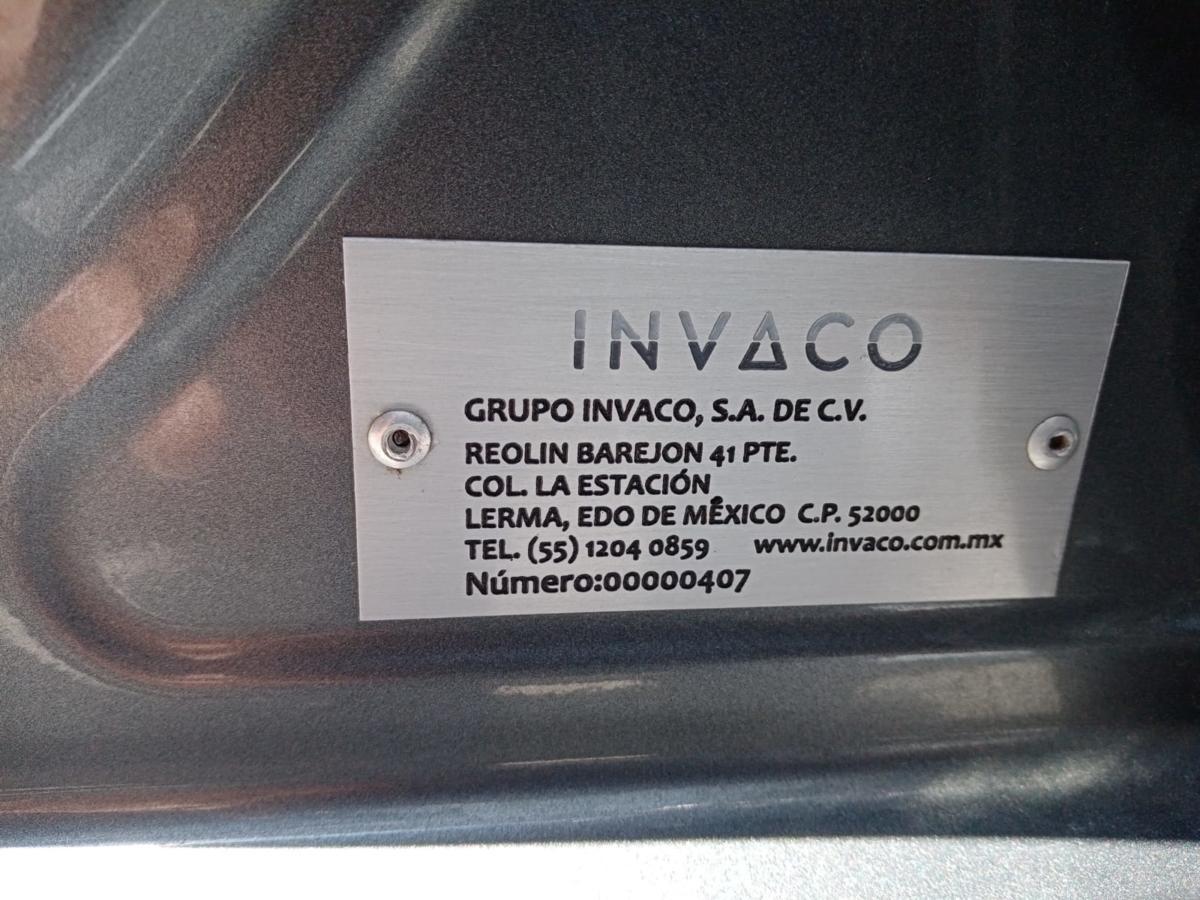 INVACO
GRUPO INVACO, S.A. DE C.V.
REOLIN BAREJON 41 PTE.
COL. LA ESTACIÓN
LERMA, EDO DE MÉXICO C.P. 52000
TEL. (55) 1204 0859 www.invaco.com.mx
Número:00000407